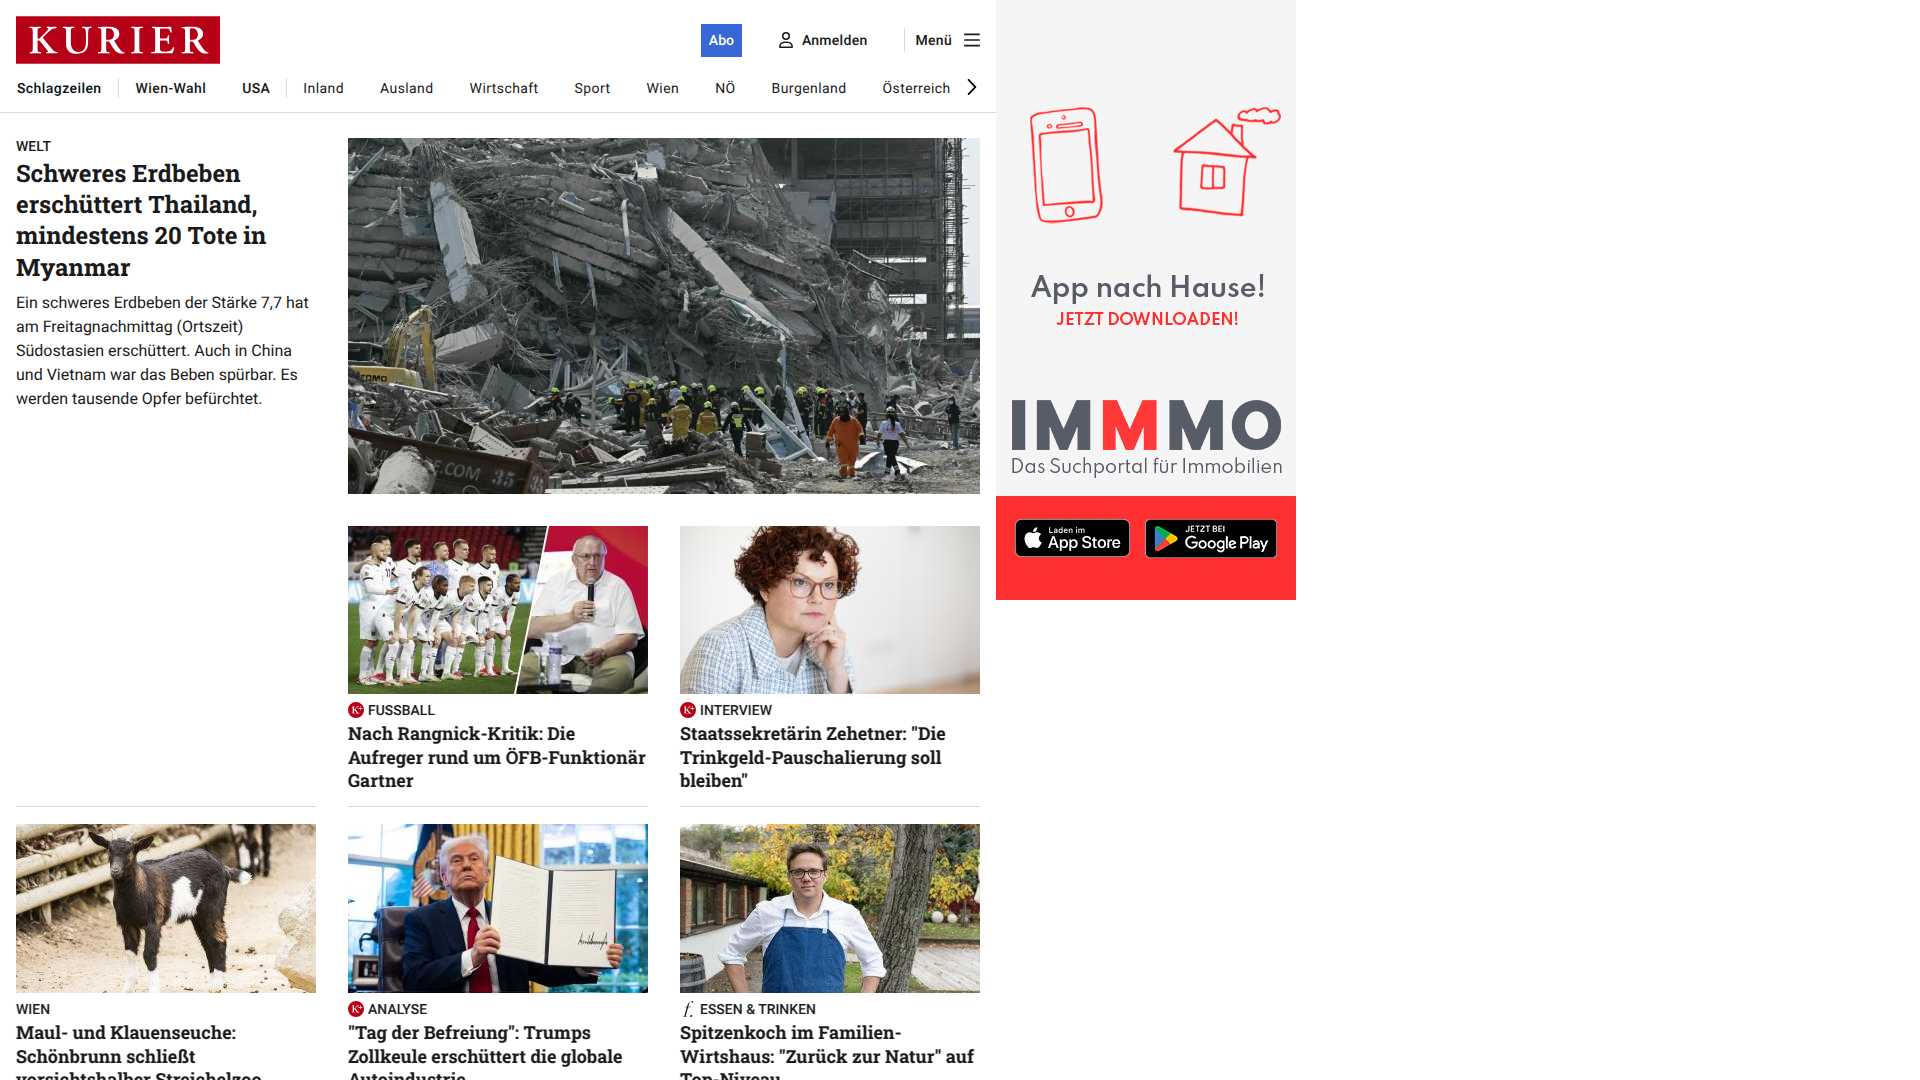 KURIER
Abo
Anmelden
Menü
Schlagzeilen
Wien-Wahl
USA
Inland
Ausland
Wirtschaft
Sport
Wien
NÖ
Burgenland
Österreich
WELT
Schweres Erdbeben
erschüttert Thailand,
mindestens 20 Tote in
Myanmar
Ein schweres Erdbeben der Stärke 7,7 hat
am Freitagnachmittag (Ortszeit)
Südostasien erschüttert. Auch in China
und Vietnam war das Beben spürbar. Es
werden tausende Opfer befürchtet.
FUSSBALL
Nach Rangnick-Kritik: Die
Aufreger rund um ÖFB-Funktionär
Gartner
INTERVIEW
Staatssekretärin Zehetner: "Die
Trinkgeld-Pauschalierung soll
bleiben"
WIEN
Maul- und Klauenseuche:
Schönbrunn schließt
vorsichtshalber Streichelzoo
ANALYSE
"Tag der Befreiung": Trumps
Zollkeule erschüttert die globale
Autoindustrie
ESSEN & TRINKEN
Spitzenkoch im Familien-
Wirtshaus: "Zurück zur Natur" auf
Top-Niveau
App nach Hause!
JETZT DOWNLOADEN!
IMMMO
Das Suchportal für Immobilien
Laden im
App Store
JETZT BEI
Google Play